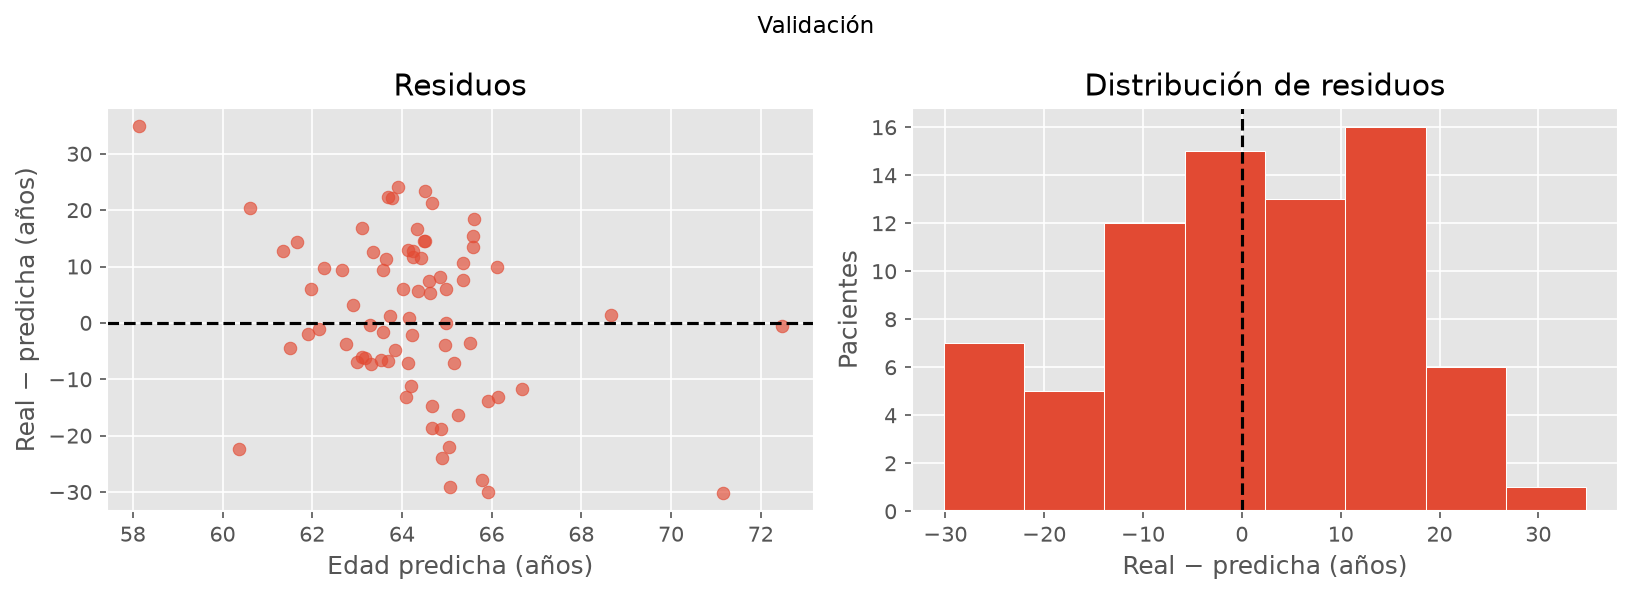 Validación
Residuos
Real − predicha (años)
30
20
10
0
−10
−20
−30
58 60 62 64 66 68 70 72
Edad predicha (años)
Distribución de residuos
Pacientes
16
14
12
10
8
6
4
2
0
−30 −20 −10 0 10 20 30
Real − predicha (años)